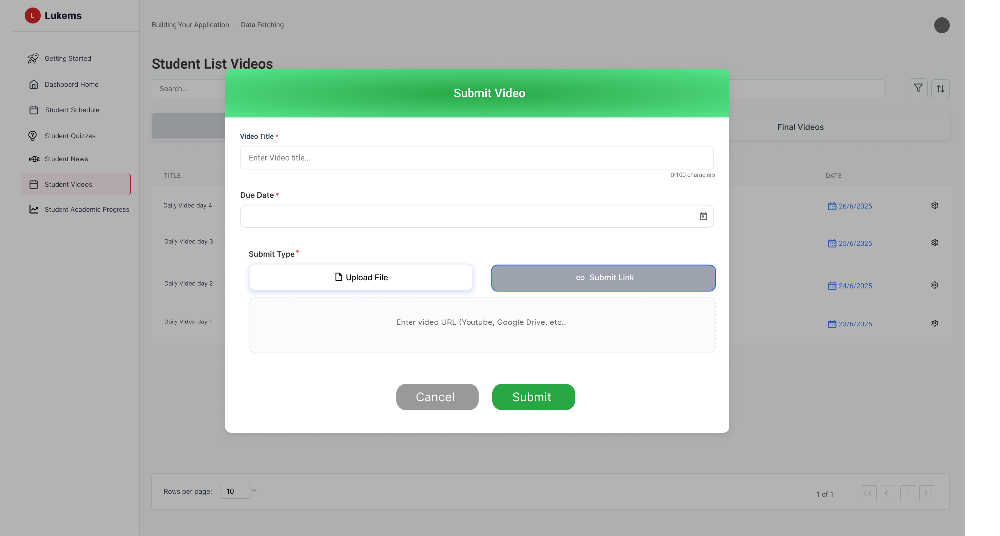 L Lukems
Building Your Application › Data Fetching
Getting Started
Dashboard Home
Student Schedule
Student Quizzes
Student News
Student Videos
Student Academic Progress
Student List Videos
Search...
Final Videos
TITLE
DATE
Daily Video day 4
26/6/2025
Daily Video day 3
25/6/2025
Daily Video day 2
24/6/2025
Daily Video day 1
23/6/2025
Submit Video
Video Title *
Enter Video title...
0/100 characters
Due Date *
Submit Type *
Upload File
Submit Link
Enter video URL (Youtube, Google Drive, etc..
Cancel
Submit
Rows per page: 10
1 of 1